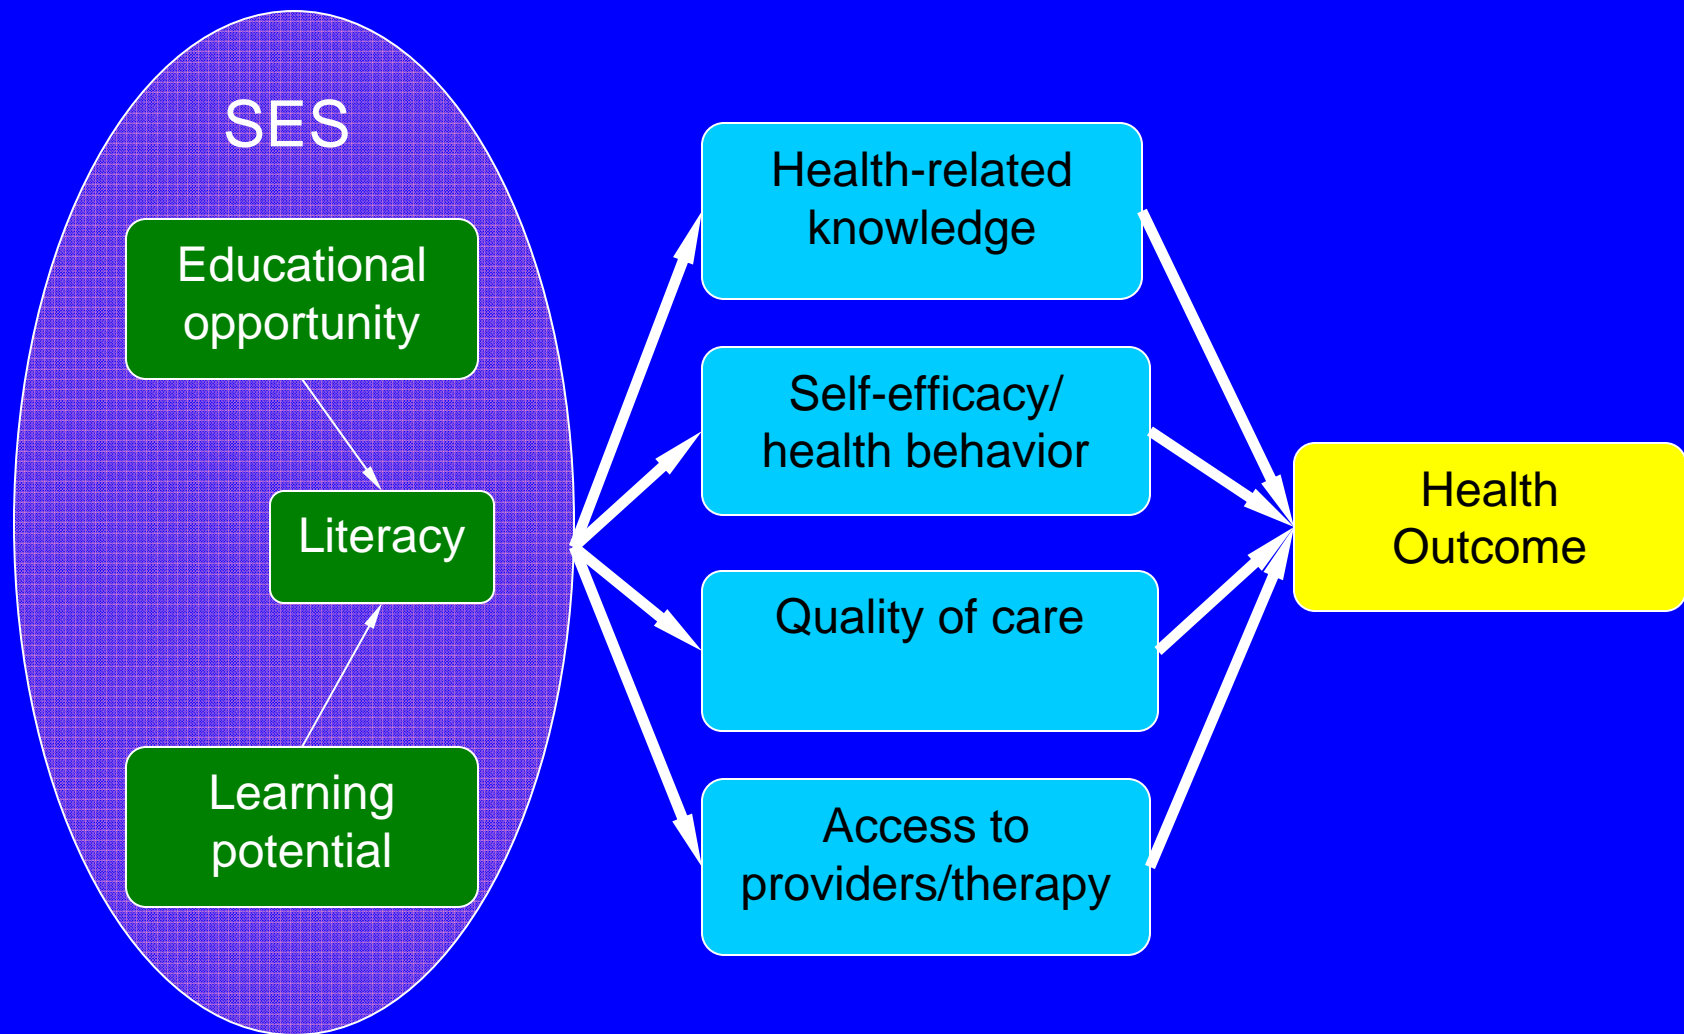 SES
Educational
opportunity
Literacy
Learning
potential
Health-related
knowledge
Self-efficacy/
health behavior
Quality of care
Access to
providers/therapy
Health
Outcome